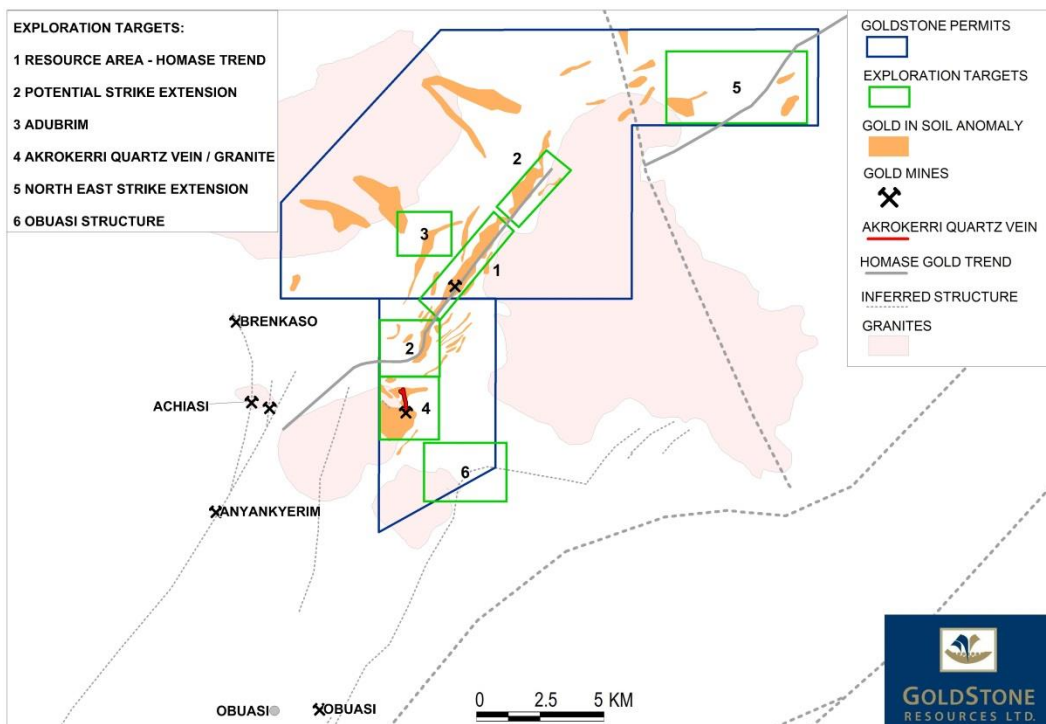 EXPLORATION TARGETS:
1 RESOURCE AREA - HOMASE TREND
2 POTENTIAL STRIKE EXTENSION
3 ADUBRIM
4 AKROKERRI QUARTZ VEIN / GRANITE
5 NORTH EAST STRIKE EXTENSION
6 OBUASI STRUCTURE
5
2
3
1
BRENKASO
2
ACHIASI
4
6
ANYANKYERIM
OBUASI
OBUASI
0 2.5 5 KM
GOLDSTONE PERMITS
EXPLORATION TARGETS
GOLD IN SOIL ANOMALY
GOLD MINES
AKROKERRI QUARTZ VEIN
HOMASE GOLD TREND
INFERRED STRUCTURE
GRANITES
GOLDSTONE
RESOURCES LTD.